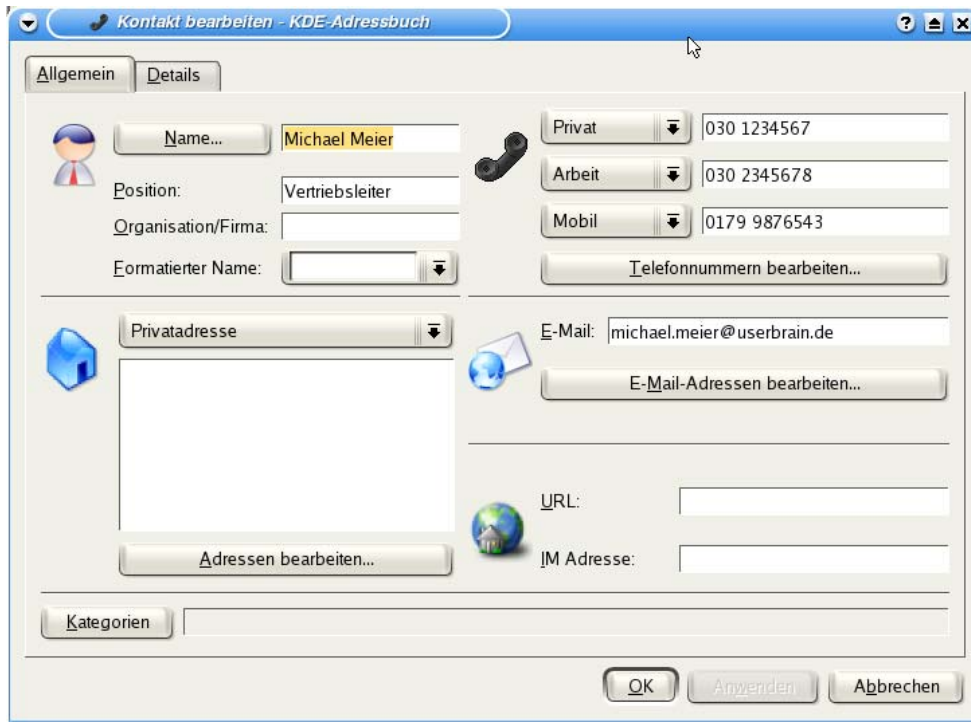 Kontakt bearbeiten - KDE-Adressbuch
Allgemein
Details
Name...
Michael Meier
Position:
Vertriebsleiter
Organisation/Firma:
Formatierter Name:
Privat
030 1234567
Arbeit
030 2345678
Mobil
0179 9876543
Telefonnummern bearbeiten...
Privatadresse
Adressen bearbeiten...
E-Mail:
michael.meier@userbrain.de
E-Mail-Adressen bearbeiten...
URL:
IM Adresse:
Kategorien
OK
Anwenden
Abbrechen